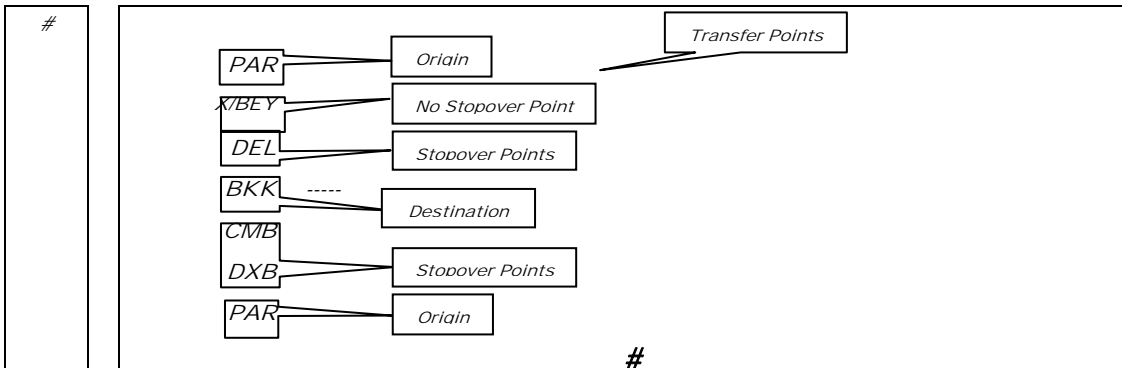 #
Transfer Points
PAR Origin
X/BEY No Stopover Point
DEL Stopover Points
BKK ----- Destination
CMB
DXB Stopover Points
PAR Origin
#